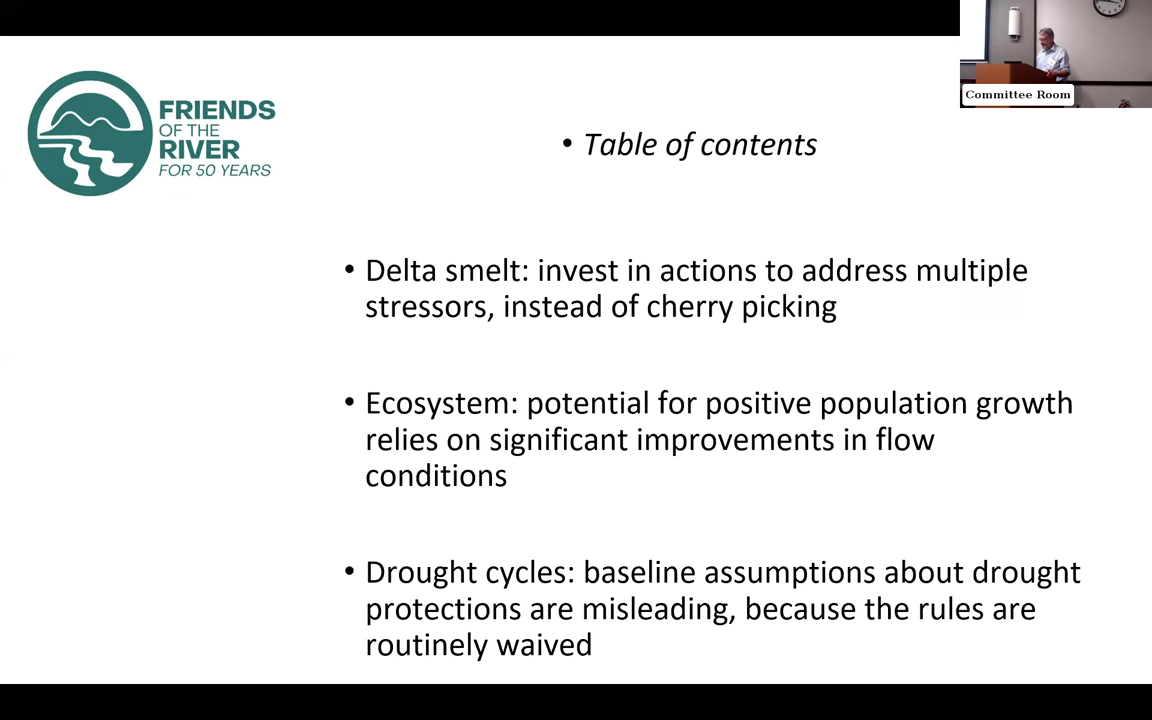 Committee Room
FRIENDS
OF THE
RIVER
FOR 50 YEARS
• Table of contents
• Delta smelt: invest in actions to address multiple
stressors, instead of cherry picking
• Ecosystem: potential for positive population growth
relies on significant improvements in flow
conditions
• Drought cycles: baseline assumptions about drought
protections are misleading, because the rules are
routinely waived